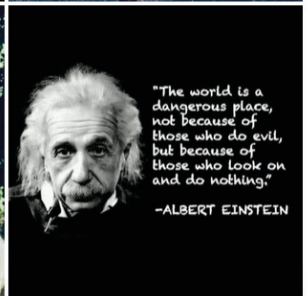 "The world is a
dangerous place,
not because of
those who do evil,
but because of
those who look on
and do nothing."
-ALBERT EINSTEIN